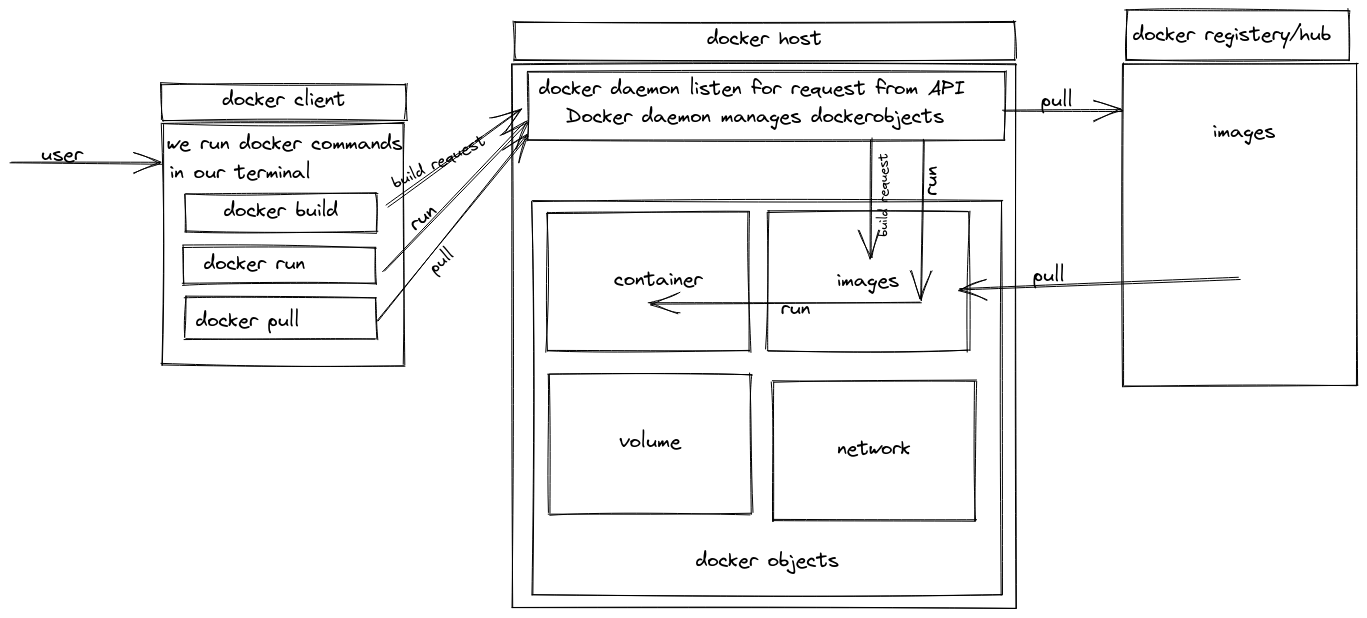 docker host
docker registery/hub
docker client
docker daemon listen for request from API
Docker daemon manages dockerobjects
pull
images
user
we run docker commands
in our terminal
build request
docker build
run
docker run
pull
docker pull
build request
run
container
images
pull
run
volume
network
docker objects